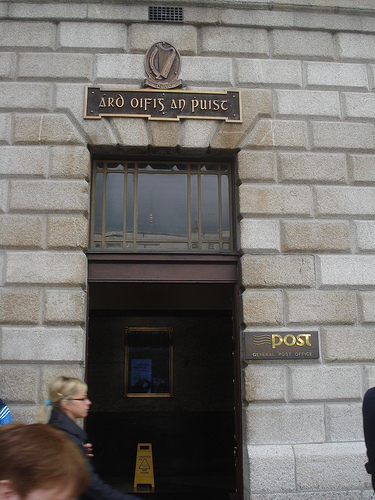 ARD OIFIG AN PUIST
POST
GENERAL POST OFFICE